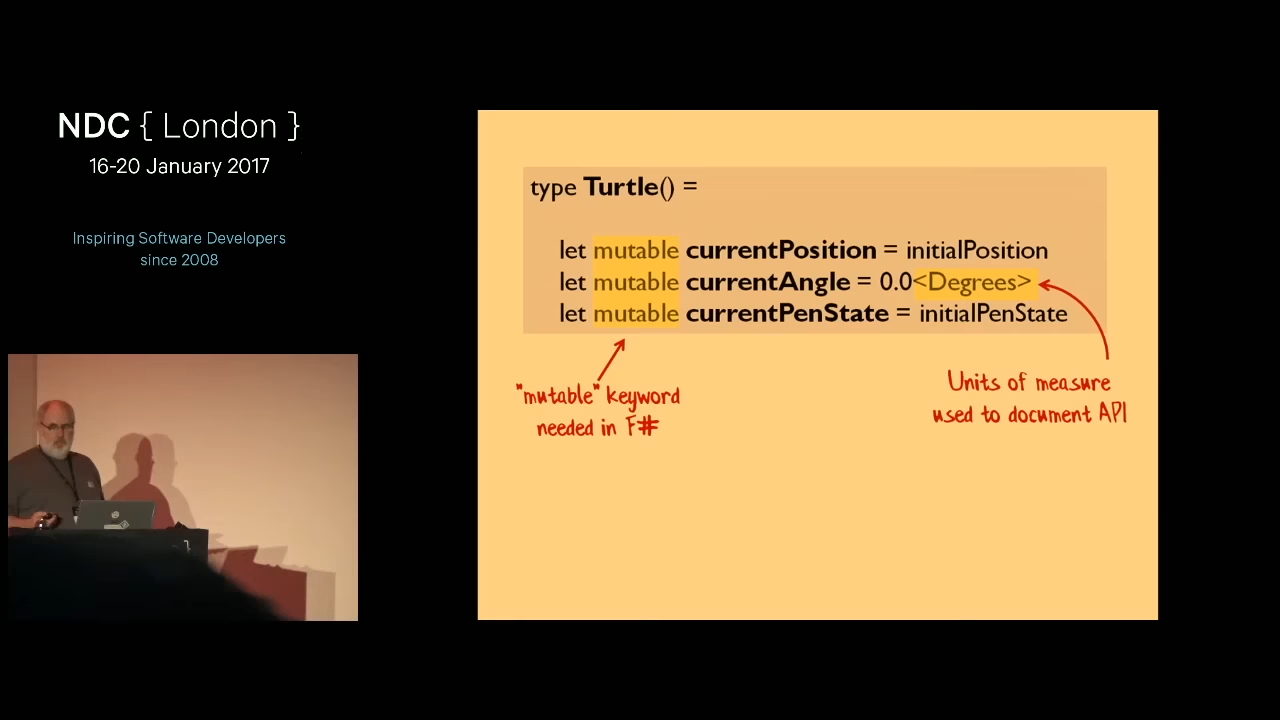 NDC { London }
16-20 January 2017
Inspiring Software Developers
since 2008
type Turtle() =
let mutable currentPosition = initialPosition
let mutable currentAngle = 0.0<Degrees>
let mutable currentPenState = initialPenState
"mutable" keyword
needed in F#
Units of measure
used to document API